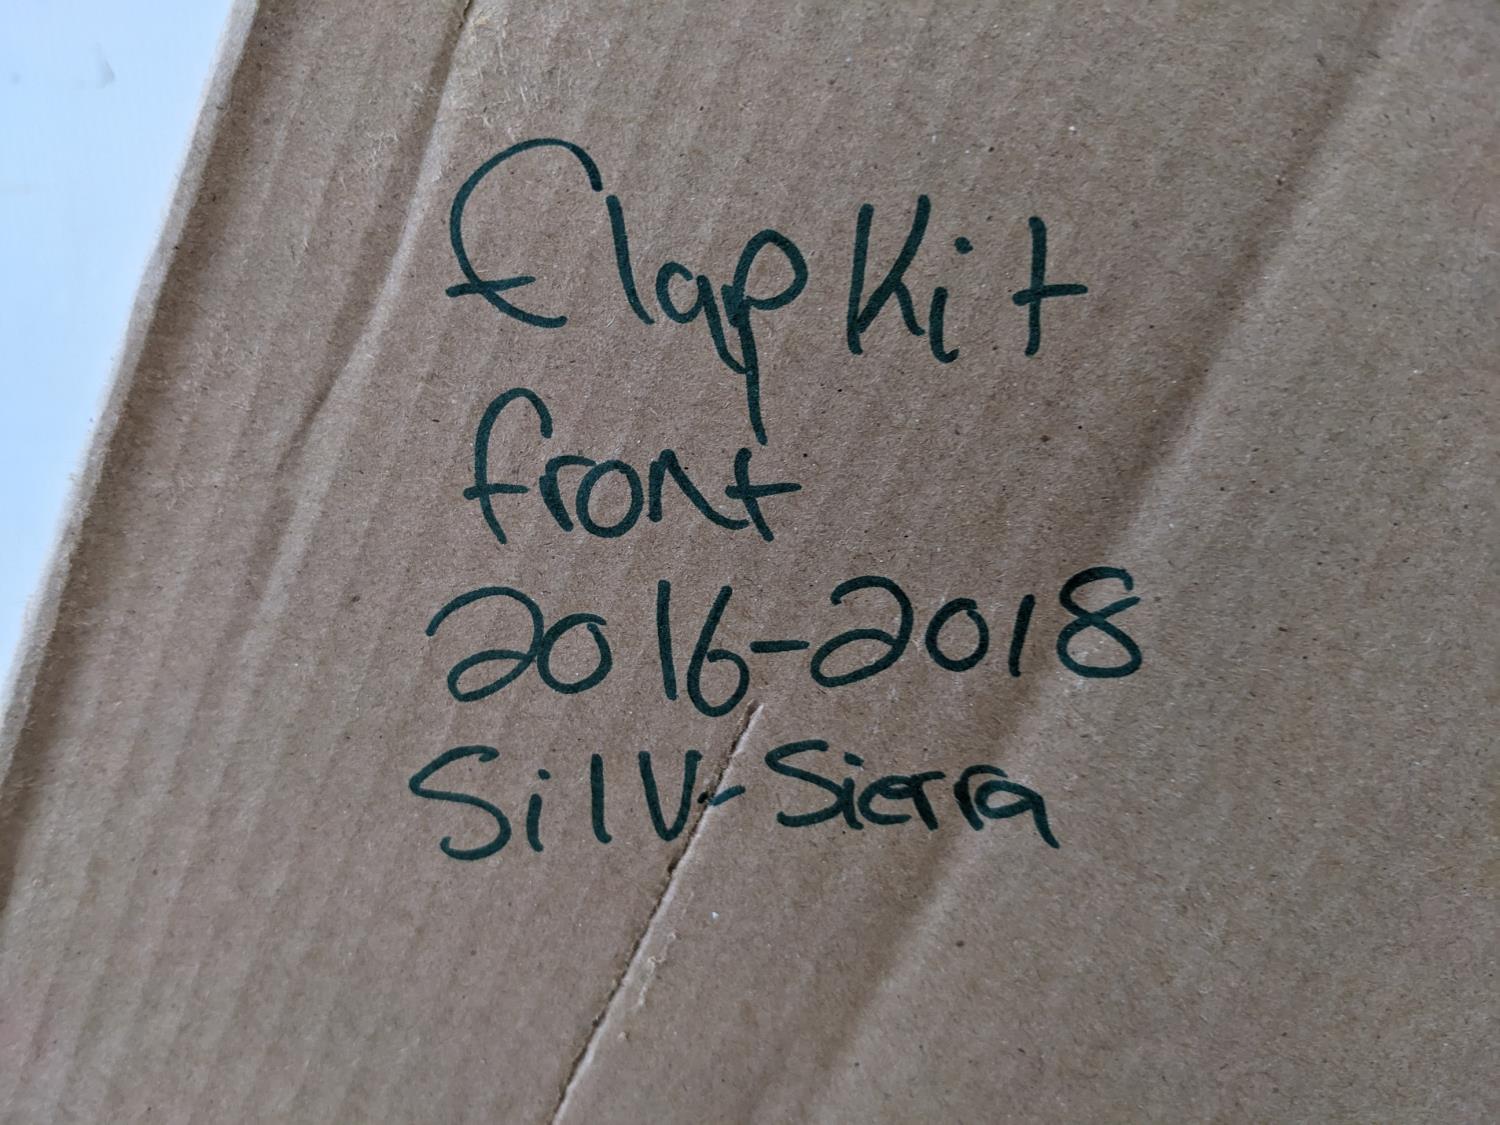 Flap Kit
front
2016-2018
Silv-Sierra